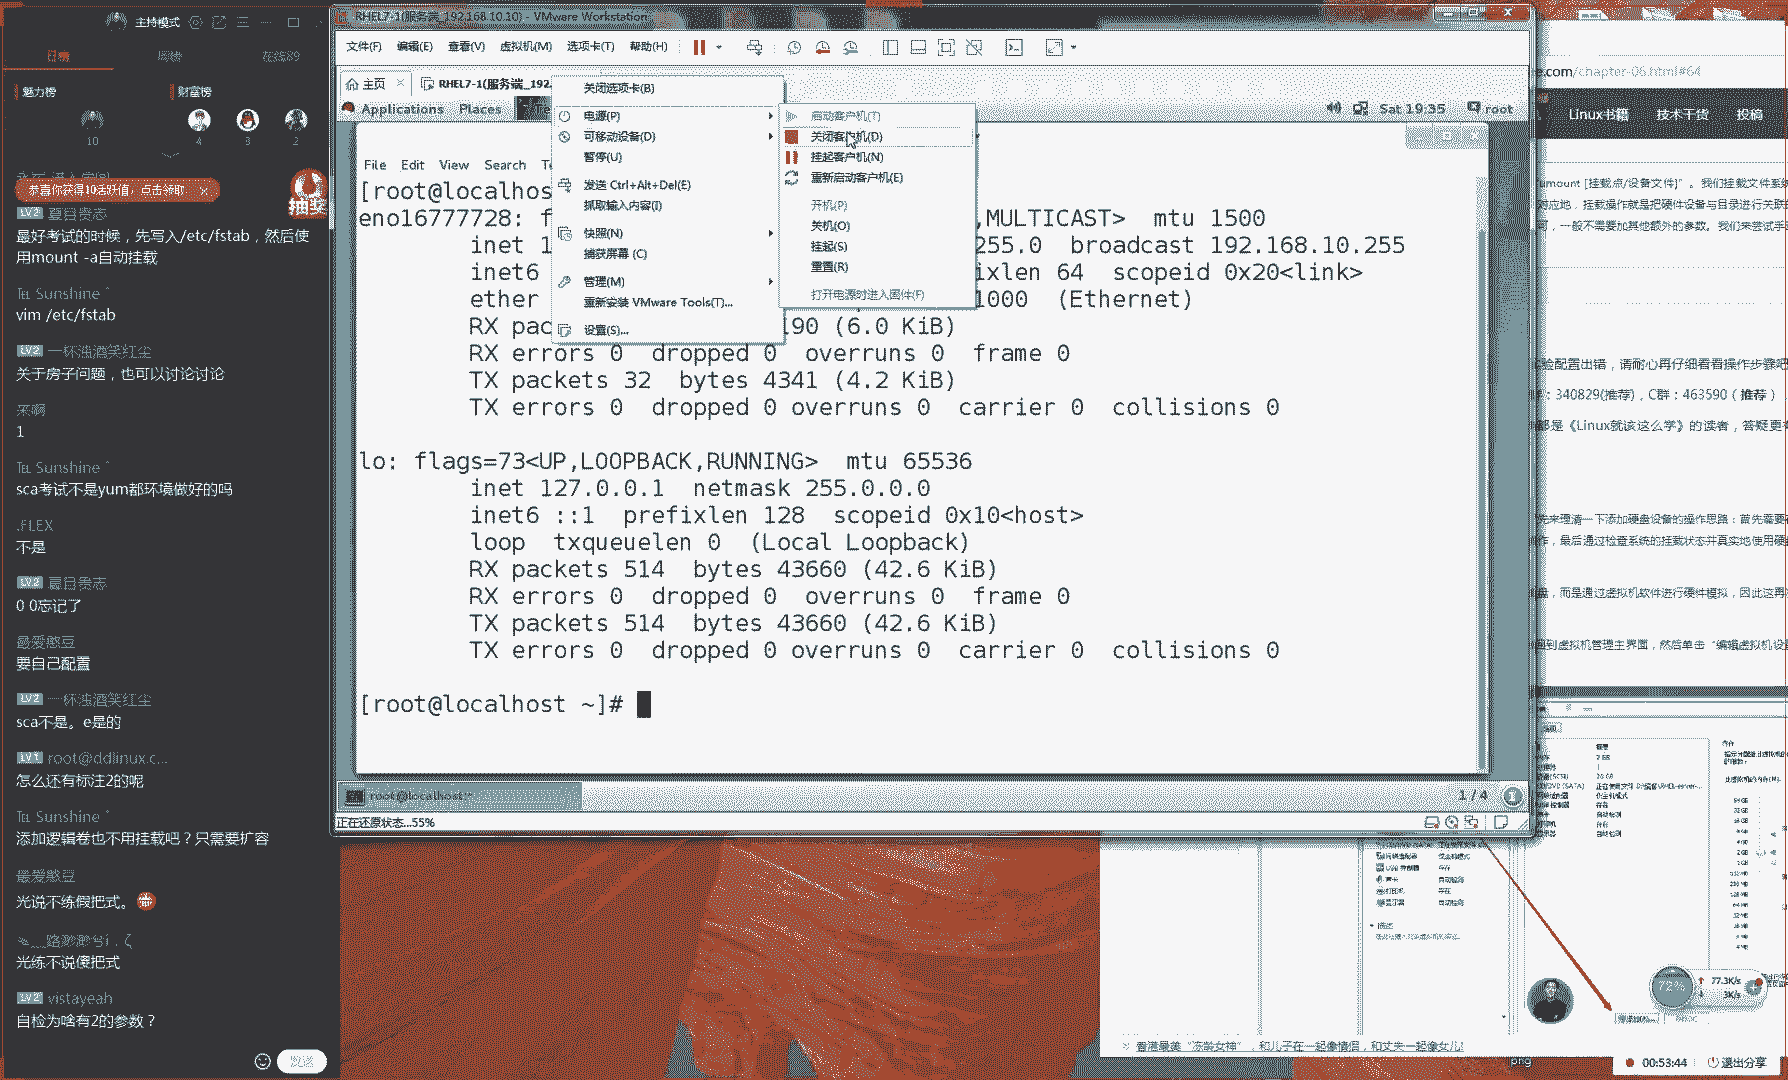 主持模式
日榜
周榜
在线89
魅力榜
财富榜
10
4
3
2
恭喜你获得10活跃值，点击领取
抽奖
LV2 夏目贵志
最好考试的时候，先写入/etc/fstab，然后使
用mount -a自动挂载
℡ Sunshine
vim /etc/fstab
LV2 一杯浊酒笑红尘
关于房子问题，也可以讨论讨论
来啊
1
℡ Sunshine
sca考试不是yum都环境做好的吗
.FLEX
不是
LV2 夏目贵志
0 0忘记了
最爱憨豆
要自己配置
LV2 一杯浊酒笑红尘
sca不是。e是的
LV1 root@ddlinux.c...
怎么还有标注2的呢
℡ Sunshine
添加逻辑卷也不用挂载吧？只需要扩容
最爱憨豆
光说不练假把式。
光练不说傻把式
LV2 vistayeah
自检为啥有2的参数？
发送
RHEL7-1(服务端_192.168.10.10) - VMware Workstation
文件(F) 编辑(E) 查看(V) 虚拟机(M) 选项卡(T) 帮助(H)
主页
RHEL7-1(服务端_192.
Applications Places
Sat 19:35
root
关闭选项卡(B)
电源(P)
可移动设备(D)
暂停(U)
发送 Ctrl+Alt+Del(E)
抓取输入内容(I)
快照(N)
捕获屏幕 (C)
管理(M)
重新安装 VMware Tools(T)...
设置(S)...
启动客户机(T)
关闭客户机(D)
挂起客户机(N)
重新启动客户机(E)
开机(P)
关机(O)
挂起(S)
重置(R)
打开电源时进入固件(F)
File Edit View Search Te
[root@localhos
eno16777728: f ,MULTICAST> mtu 1500
inet 1 255.0 broadcast 192.168.10.255
inet6 ixlen 64 scopeid 0x20<link>
ether 1000 (Ethernet)
RX pac 190 (6.0 KiB)
RX errors 0 dropped 0 overruns 0 frame 0
TX packets 32 bytes 4341 (4.2 KiB)
TX errors 0 dropped 0 overruns 0 carrier 0 collisions 0
lo: flags=73<UP,LOOPBACK,RUNNING> mtu 65536
inet 127.0.0.1 netmask 255.0.0.0
inet6 ::1 prefixlen 128 scopeid 0x10<host>
loop txqueuelen 0 (Local Loopback)
RX packets 514 bytes 43660 (42.6 KiB)
RX errors 0 dropped 0 overruns 0 frame 0
TX packets 514 bytes 43660 (42.6 KiB)
TX errors 0 dropped 0 overruns 0 carrier 0 collisions 0
[root@localhost ~]#
root@localhost:~
1 / 4
正在还原状态...55%
e.com/chapter-06.html#64
Linux书籍 技术干货 投稿
umount [挂载点/设备文件]”。我们挂载文件系统
对应地，挂载操作就是把硬件设备与目录进行关联的
可，一般不需要加其他额外的参数。我们来尝试手
验配置出错，请耐心再仔细看看操作步骤吧
：340829(推荐)，C群：463590（推荐）
都是《Linux就该这么学》的读者，答疑更
先来理清一下添加硬盘设备的操作思路：首先需要
作，最后通过检查系统的挂载状态并真实地使用硬
盘，而是通过虚拟机软件进行硬件模拟，因此这再
回到虚拟机管理主界面，然后单击“编辑虚拟机设
香港最美“冻龄女神”，和儿子在一起像情侣，和丈夫一起像女儿!
png
72%
77.3K/s
3K/s
00:53:44
退出分享